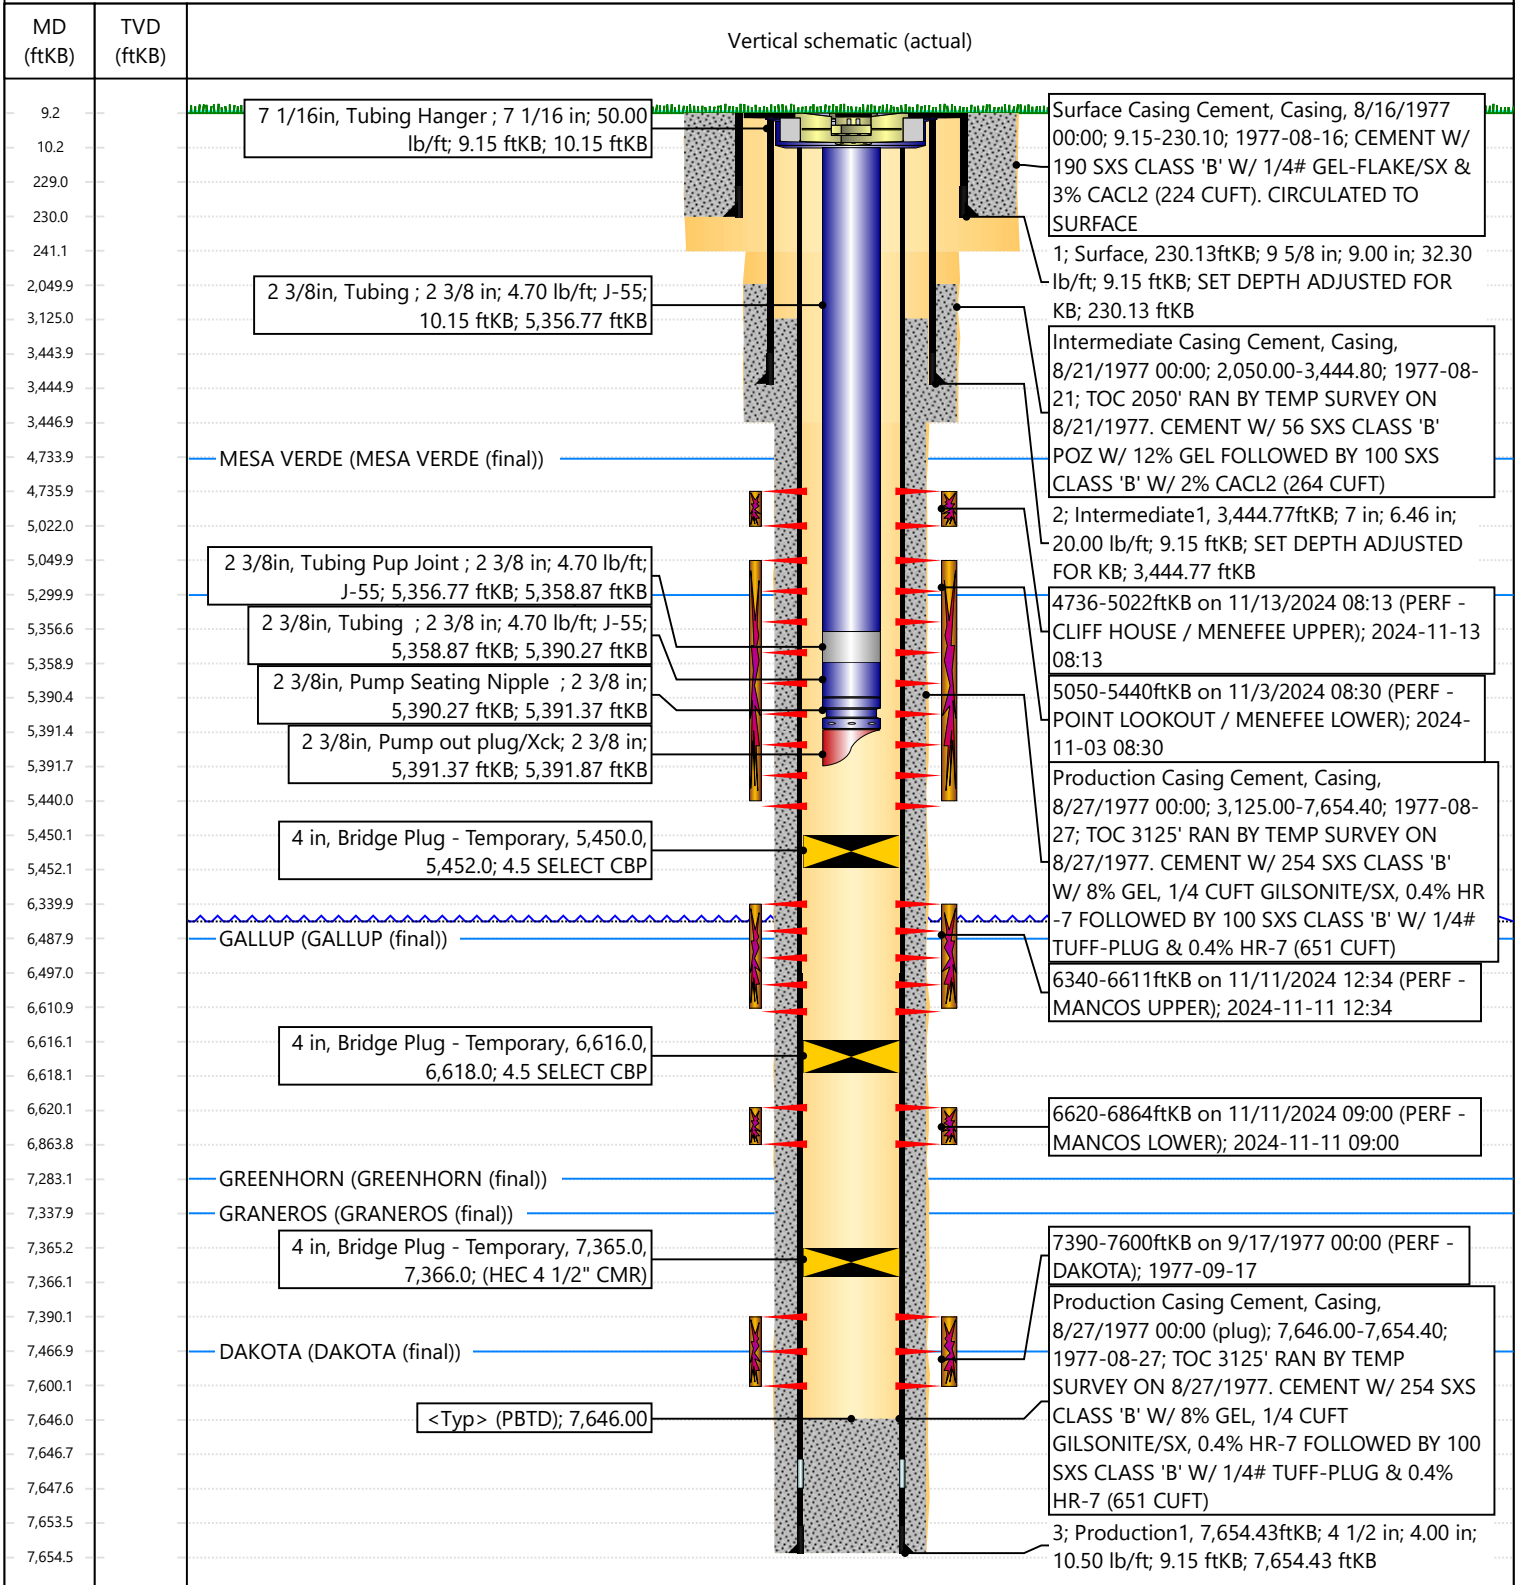 MD
(ftKB)
TVD
(ftKB)
Vertical schematic (actual)
9.2
10.2
229.0
230.0
241.1
2,049.9
3,125.0
3,443.9
3,444.9
3,446.9
4,733.9
4,735.9
5,022.0
5,049.9
5,299.9
5,356.6
5,358.9
5,390.4
5,391.4
5,391.7
5,440.0
5,450.1
5,452.1
6,339.9
6,487.9
6,497.0
6,610.9
6,616.1
6,618.1
6,620.1
6,863.8
7,283.1
7,337.9
7,365.2
7,366.1
7,390.1
7,466.9
7,600.1
7,646.0
7,646.7
7,647.6
7,653.5
7,654.5
7 1/16in, Tubing Hanger ; 7 1/16 in; 50.00
lb/ft; 9.15 ftKB; 10.15 ftKB
2 3/8in, Tubing ; 2 3/8 in; 4.70 lb/ft; J-55;
10.15 ftKB; 5,356.77 ftKB
MESA VERDE (MESA VERDE (final))
2 3/8in, Tubing Pup Joint ; 2 3/8 in; 4.70 lb/ft;
J-55; 5,356.77 ftKB; 5,358.87 ftKB
2 3/8in, Tubing ; 2 3/8 in; 4.70 lb/ft; J-55;
5,358.87 ftKB; 5,390.27 ftKB
2 3/8in, Pump Seating Nipple ; 2 3/8 in;
5,390.27 ftKB; 5,391.37 ftKB
2 3/8in, Pump out plug/Xck; 2 3/8 in;
5,391.37 ftKB; 5,391.87 ftKB
4 in, Bridge Plug - Temporary, 5,450.0,
5,452.0; 4.5 SELECT CBP
GALLUP (GALLUP (final))
4 in, Bridge Plug - Temporary, 6,616.0,
6,618.0; 4.5 SELECT CBP
GREENHORN (GREENHORN (final))
GRANEROS (GRANEROS (final))
4 in, Bridge Plug - Temporary, 7,365.0,
7,366.0; (HEC 4 1/2" CMR)
DAKOTA (DAKOTA (final))
<Typ> (PBTD); 7,646.00
Surface Casing Cement, Casing, 8/16/1977
00:00; 9.15-230.10; 1977-08-16; CEMENT W/
190 SXS CLASS 'B' W/ 1/4# GEL-FLAKE/SX &
3% CACL2 (224 CUFT). CIRCULATED TO
SURFACE
1; Surface, 230.13ftKB; 9 5/8 in; 9.00 in; 32.30
lb/ft; 9.15 ftKB; SET DEPTH ADJUSTED FOR
KB; 230.13 ftKB
Intermediate Casing Cement, Casing,
8/21/1977 00:00; 2,050.00-3,444.80; 1977-08-
21; TOC 2050' RAN BY TEMP SURVEY ON
8/21/1977. CEMENT W/ 56 SXS CLASS 'B'
POZ W/ 12% GEL FOLLOWED BY 100 SXS
CLASS 'B' W/ 2% CACL2 (264 CUFT)
2; Intermediate1, 3,444.77ftKB; 7 in; 6.46 in;
20.00 lb/ft; 9.15 ftKB; SET DEPTH ADJUSTED
FOR KB; 3,444.77 ftKB
4736-5022ftKB on 11/13/2024 08:13 (PERF -
CLIFF HOUSE / MENEFEE UPPER); 2024-11-13
08:13
5050-5440ftKB on 11/3/2024 08:30 (PERF -
POINT LOOKOUT / MENEFEE LOWER); 2024-
11-03 08:30
Production Casing Cement, Casing,
8/27/1977 00:00; 3,125.00-7,654.40; 1977-08-
27; TOC 3125' RAN BY TEMP SURVEY ON
8/27/1977. CEMENT W/ 254 SXS CLASS 'B'
W/ 8% GEL, 1/4 CUFT GILSONITE/SX, 0.4% HR
-7 FOLLOWED BY 100 SXS CLASS 'B' W/ 1/4#
TUFF-PLUG & 0.4% HR-7 (651 CUFT)
6340-6611ftKB on 11/11/2024 12:34 (PERF -
MANCOS UPPER); 2024-11-11 12:34
6620-6864ftKB on 11/11/2024 09:00 (PERF -
MANCOS LOWER); 2024-11-11 09:00
7390-7600ftKB on 9/17/1977 00:00 (PERF -
DAKOTA); 1977-09-17
Production Casing Cement, Casing,
8/27/1977 00:00 (plug); 7,646.00-7,654.40;
1977-08-27; TOC 3125' RAN BY TEMP
SURVEY ON 8/27/1977. CEMENT W/ 254 SXS
CLASS 'B' W/ 8% GEL, 1/4 CUFT
GILSONITE/SX, 0.4% HR-7 FOLLOWED BY 100
SXS CLASS 'B' W/ 1/4# TUFF-PLUG & 0.4%
HR-7 (651 CUFT)
3; Production1, 7,654.43ftKB; 4 1/2 in; 4.00 in;
10.50 lb/ft; 9.15 ftKB; 7,654.43 ftKB